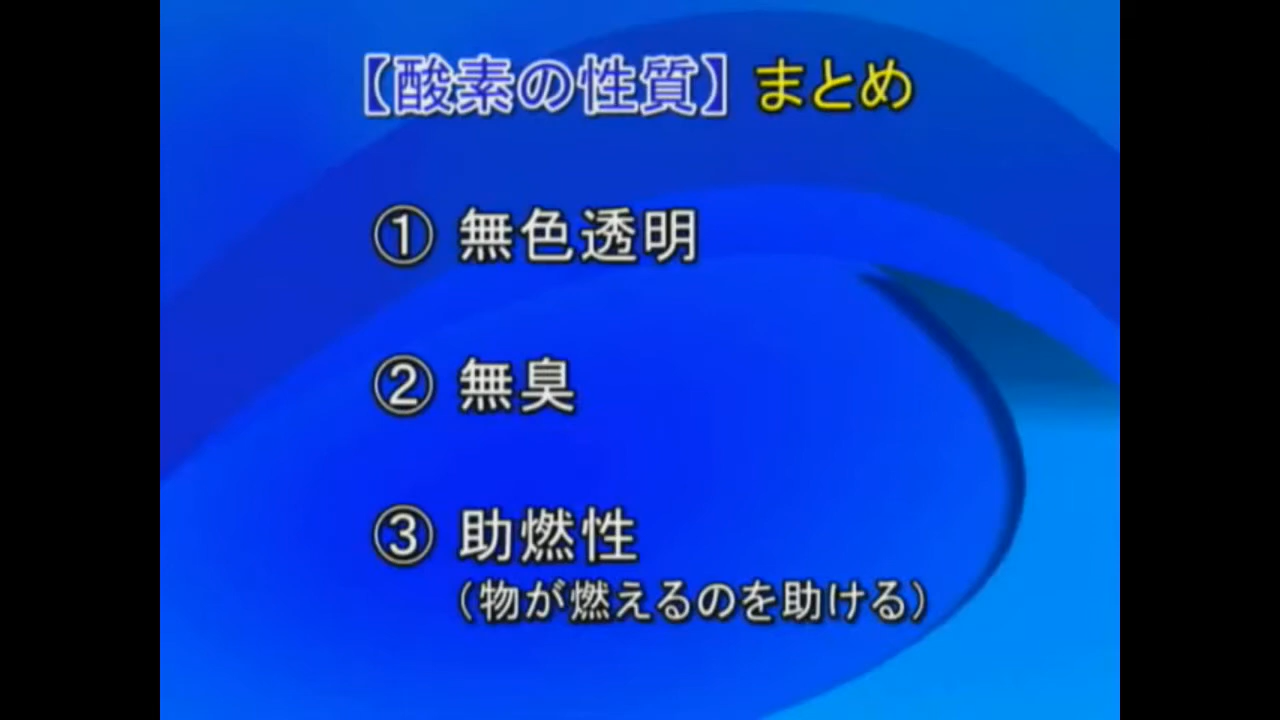 【酸素の性質】まとめ
① 無色透明
② 無臭
③ 助燃性
（物が燃えるのを助ける）